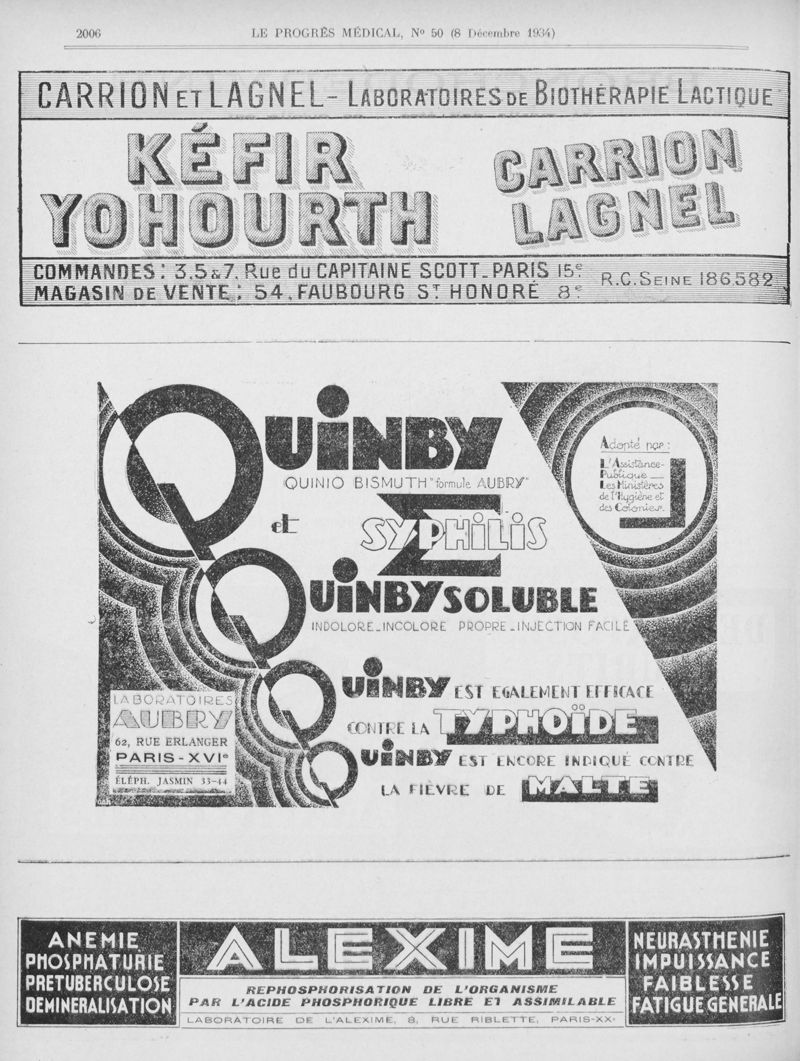 2006
LE PROGRÈS MÉDICAL, Nº 50 (8 Décembre 1934)
CARRION ET LAGNEL - LABORATOIRES DE BIOTHÉRAPIE LACTIQUE
KÉFIR
YOHOURTH
CARRION
LAGNEL
COMMANDES: 3.5 & 7, Rue du CAPITAINE SCOTT_PARIS 15e
MAGASIN DE VENTE: 54, FAUBOURG ST HONORÉ 8e
R.C. SEINE 186.582
QUINBY
QUINIO BISMUTH "formule AUBRY"
et
SYPHILIS
QUINBY SOLUBLE
INDOLORE_INCOLORE PROPRE_INJECTION FACILE
Adopté par:
L'Assistance-
Publique
Les Ministères
de l'Hygiène et
des Colonies.
QUINBY EST EGALEMENT EFFICACE
CONTRE LA TYPHOÏDE
QUINBY EST ENCORE INDIQUÉ CONTRE
LA FIÈVRE DE MALTE
LABORATOIRES
AUBRY
62, RUE ERLANGER
PARIS-XVIe
ÉLÉPH. JASMIN 33-44
ANEMIE
PHOSPHATURIE
PRETUBERCULOSE
DEMINERALISATION
ALEXIME
REPHOSPHORISATION DE L'ORGANISME
PAR L'ACIDE PHOSPHORIQUE LIBRE ET ASSIMILABLE
LABORATOIRE DE L'ALEXIME, 8, RUE RIBLETTE, PARIS-XXe
NEURASTHENIE
IMPUISSANCE
FAIBLESSE
FATIGUE GENERALE